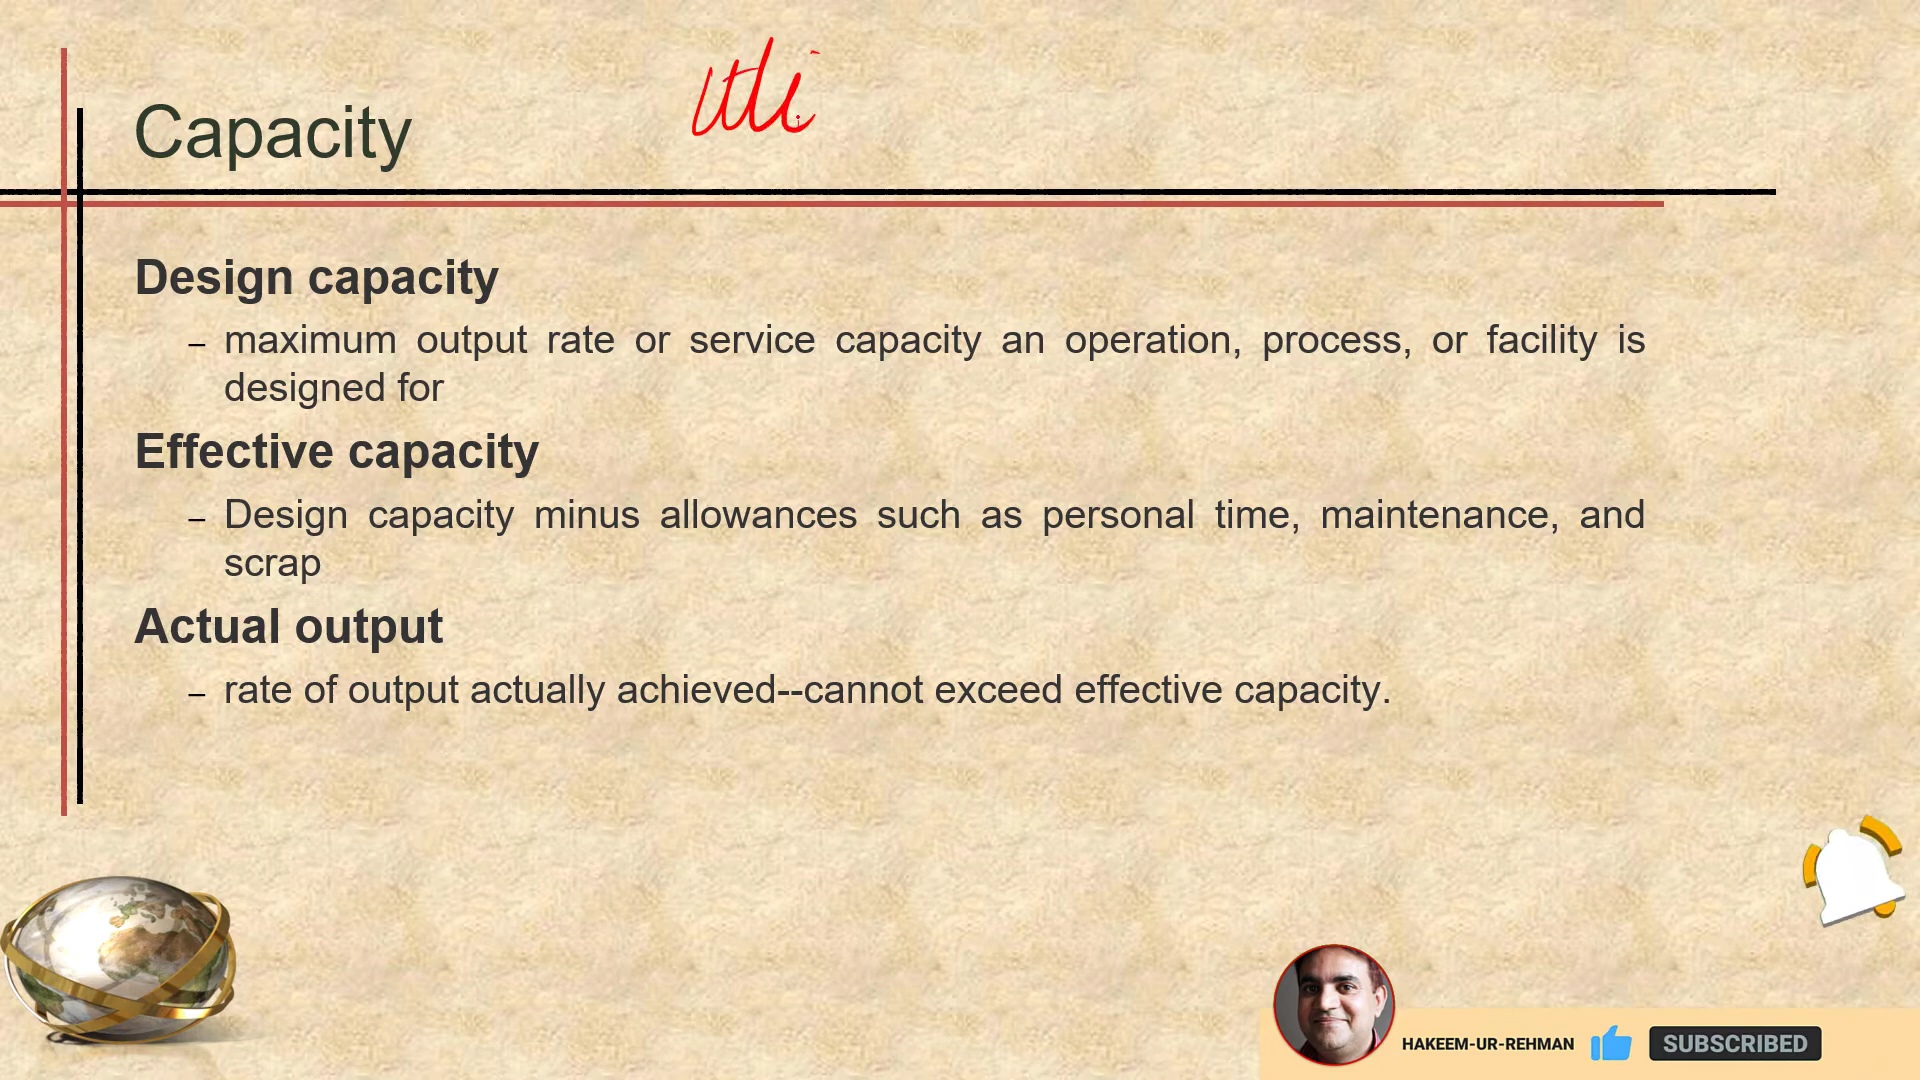 Capacity
Utli
Design capacity
– maximum output rate or service capacity an operation, process, or facility is
designed for
Effective capacity
– Design capacity minus allowances such as personal time, maintenance, and
scrap
Actual output
– rate of output actually achieved--cannot exceed effective capacity.
HAKEEM-UR-REHMAN
SUBSCRIBED